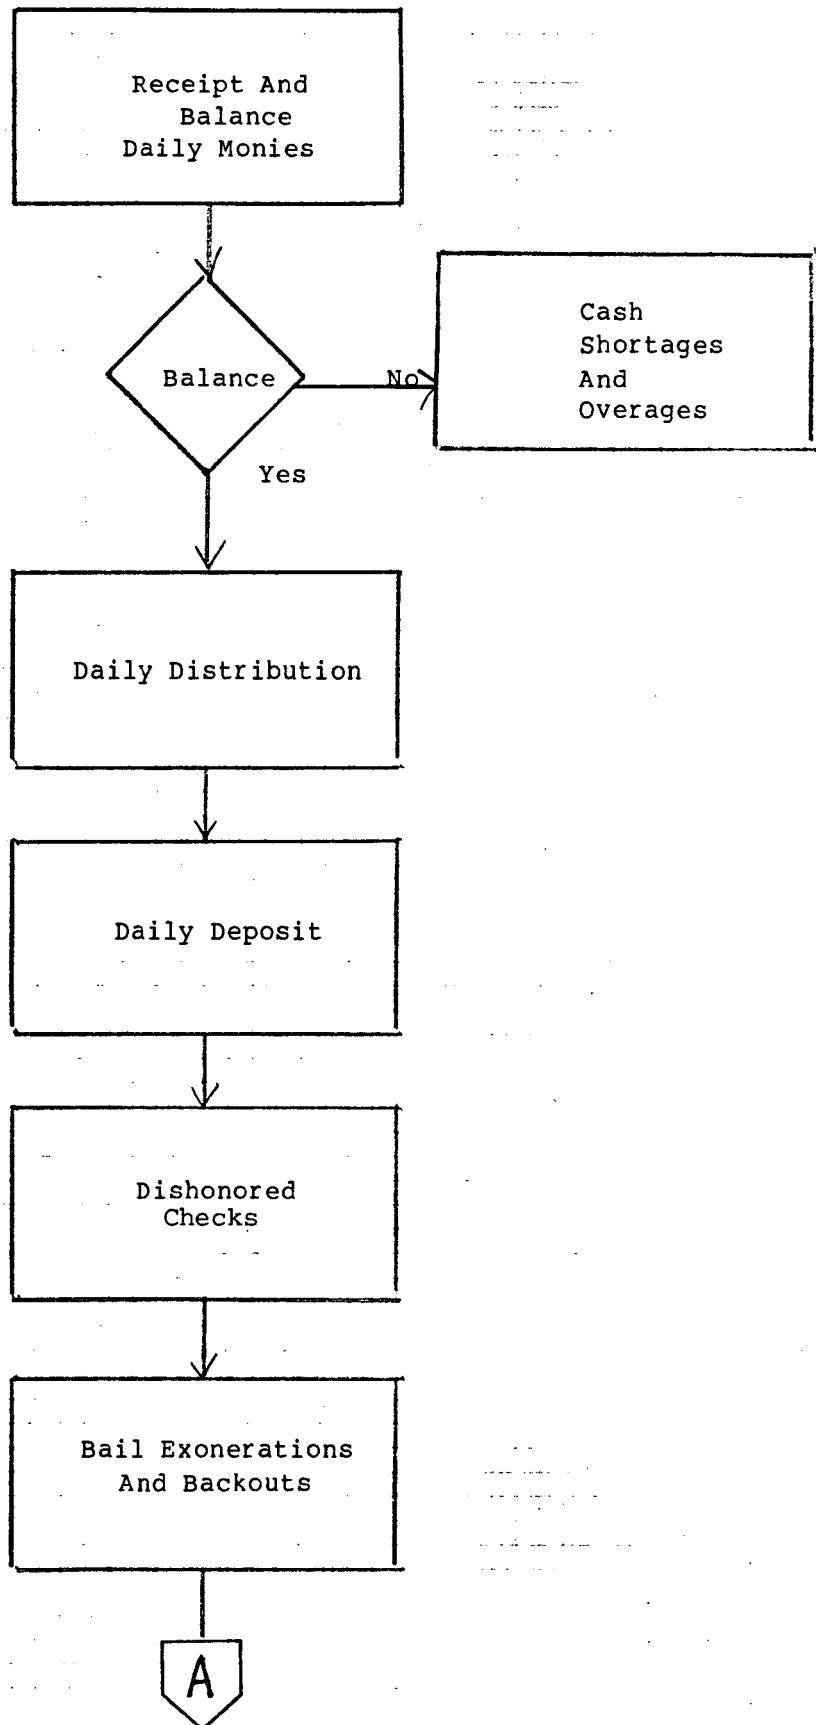 Receipt And
Balance
Daily Monies
Balance
No
Cash
Shortages
And
Overages
Yes
Daily Distribution
Daily Deposit
Dishonored
Checks
Bail Exonerations
And Backouts
A